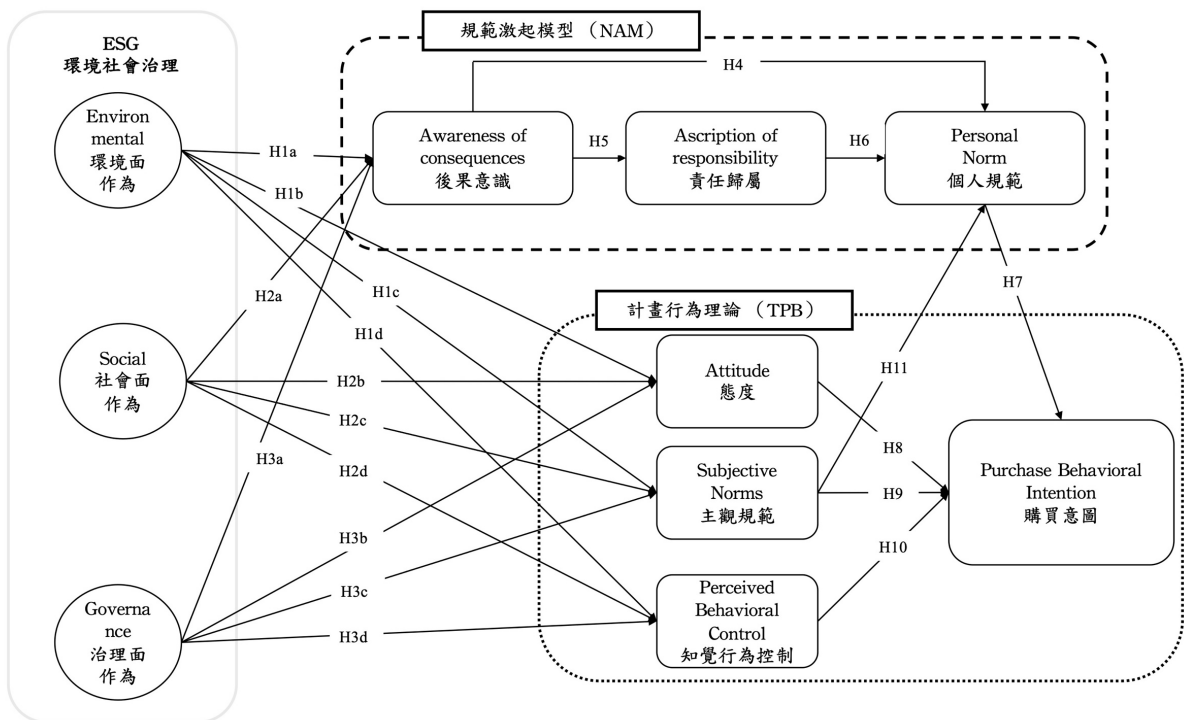 ESG
環境社會治理
Environ
mental
環境面
作為
Social
社會面
作為
Governa
nce
治理面
作為
規範激起模型 （NAM）
H4
Awareness of
consequences
後果意識
H5
Ascription of
responsibility
責任歸屬
H6
Personal
Norm
個人規範
H1a
H1b
H1c
H1d
H2a
H2b
H2c
H2d
H3a
H3b
H3c
H3d
計畫行為理論 （TPB）
Attitude
態度
Subjective
Norms
主觀規範
Perceived
Behavioral
Control
知覺行為控制
H7
H11
H8
H9
H10
Purchase Behavioral
Intention
購買意圖